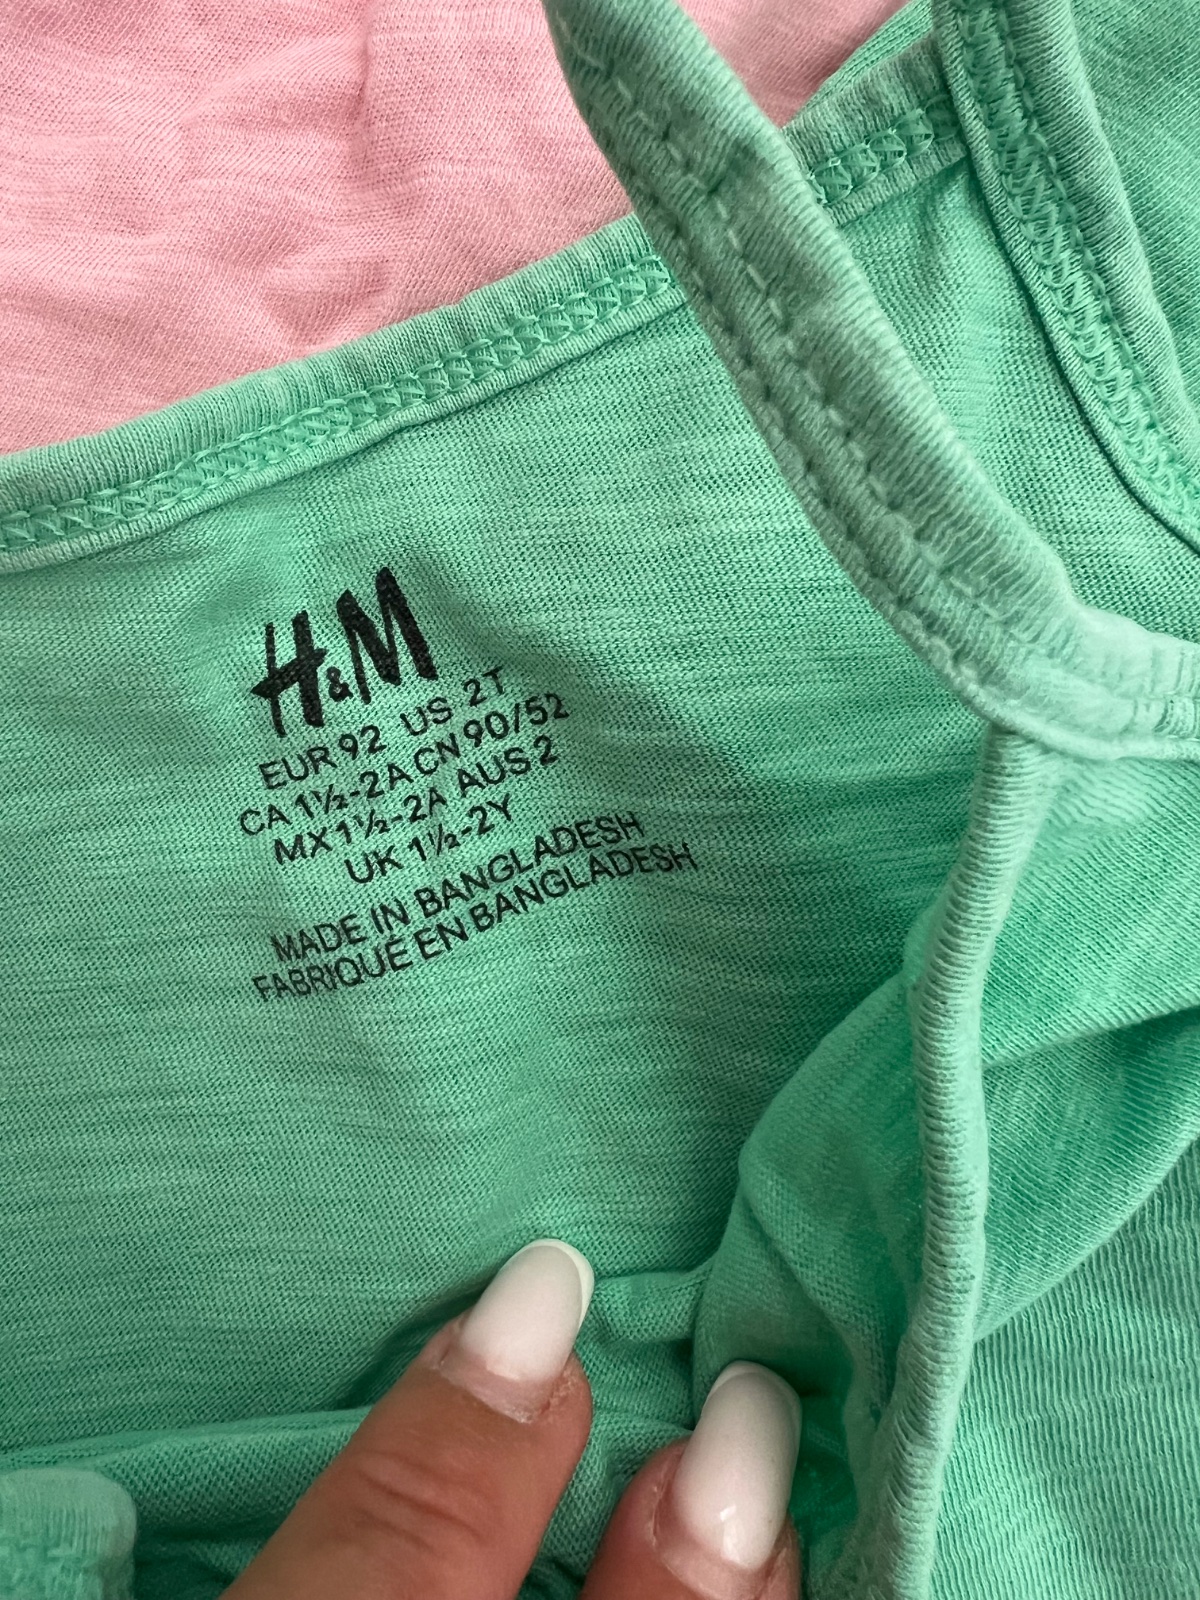 H&M
EUR 92 US 2T
CA 1½-2A CN 90/52
MX 1½-2A AUS 2
UK 1½-2Y
MADE IN BANGLADESH
FABRIQUÉ EN BANGLADESH